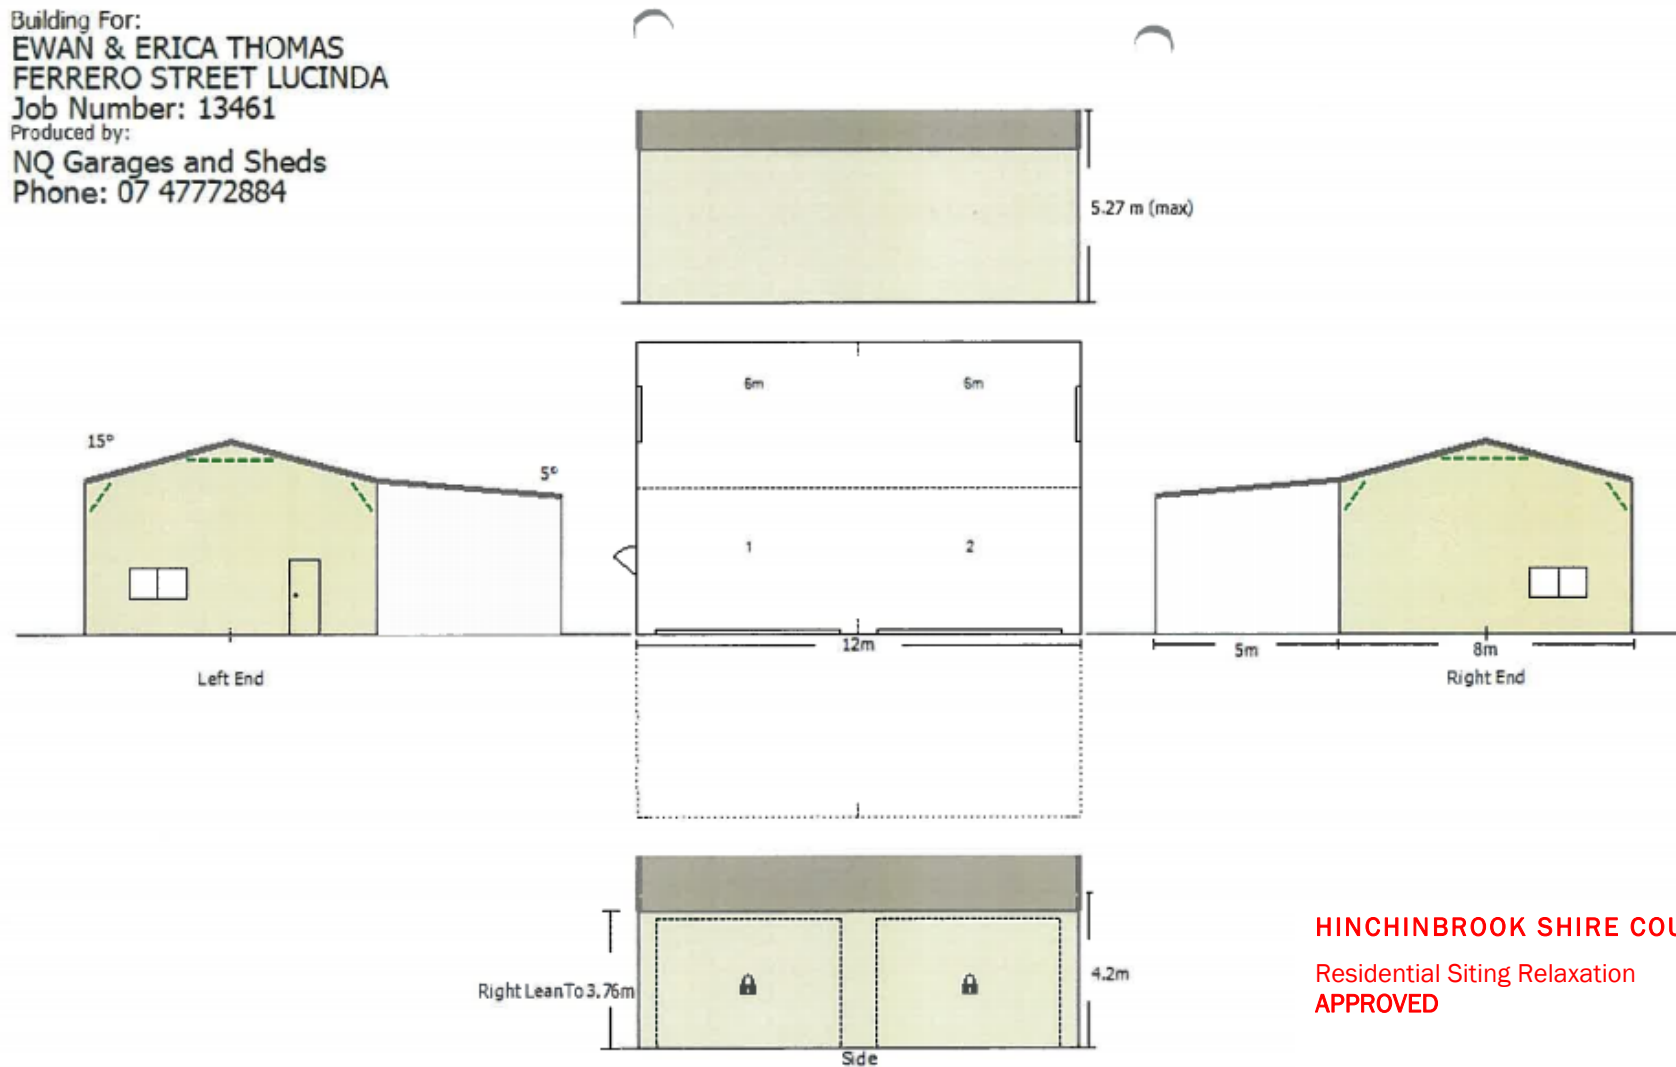 Building For:
EWAN & ERICA THOMAS
FERRERO STREET LUCINDA
Job Number: 13461
Produced by:
NQ Garages and Sheds
Phone: 07 47772884
5.27 m (max)
6m
6m
15°
5°
1
2
12m
5m
8m
Left End
Right End
Right LeanTo 3.76m
4.2m
Side
HINCHINBROOK SHIRE COU
Residential Siting Relaxation
APPROVED